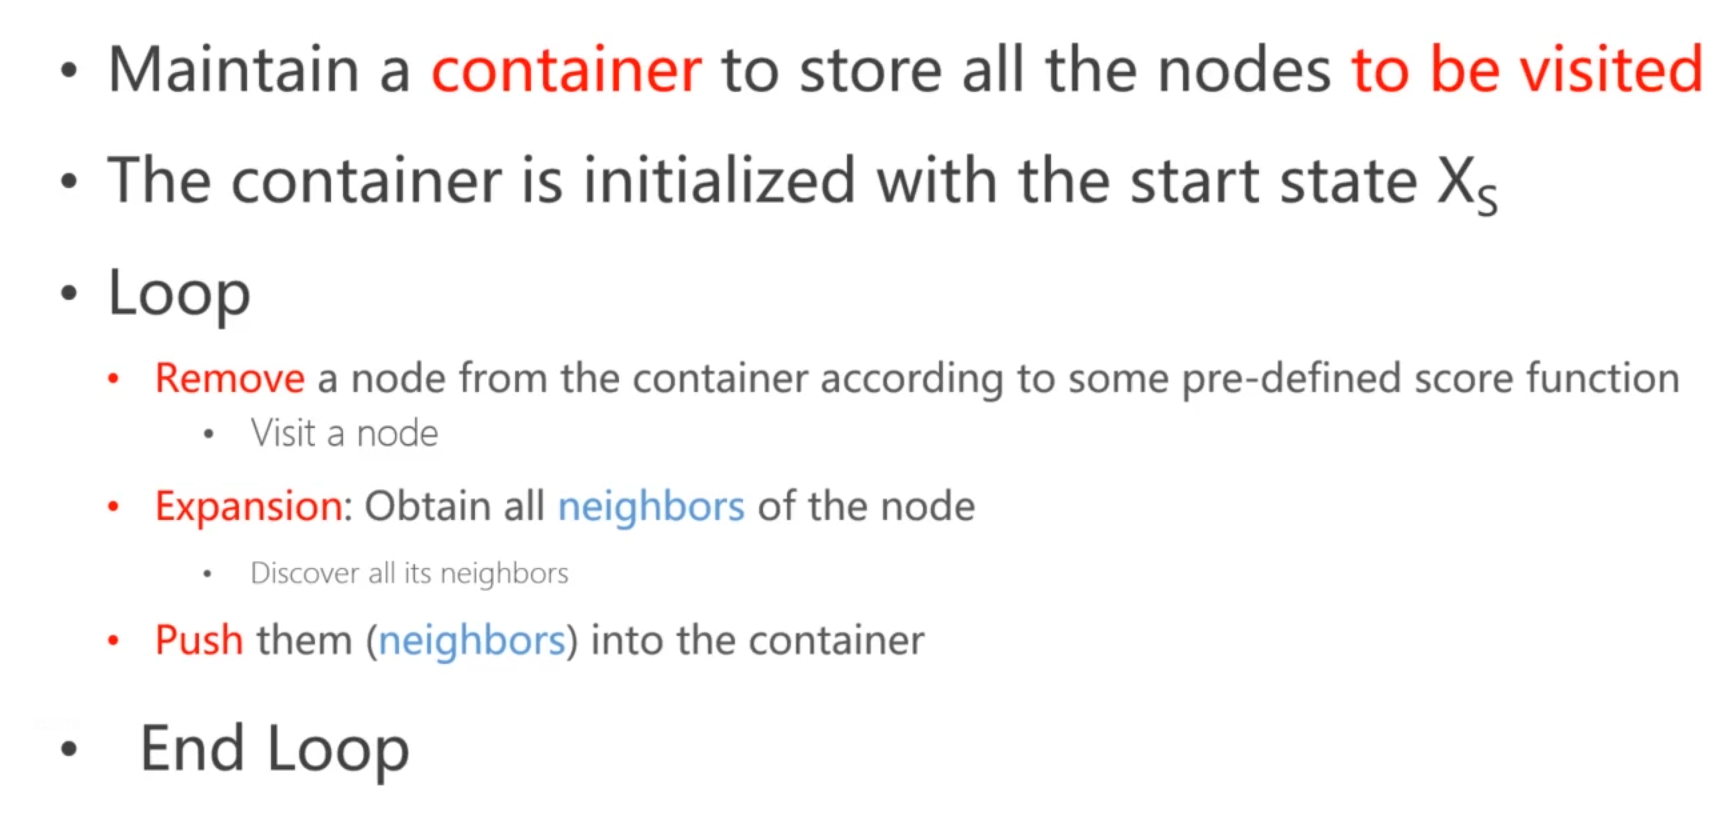 • Maintain a container to store all the nodes to be visited
• The container is initialized with the start state Xₛ
• Loop
• Remove a node from the container according to some pre-defined score function
• Visit a node
• Expansion: Obtain all neighbors of the node
• Discover all its neighbors
• Push them (neighbors) into the container
• End Loop